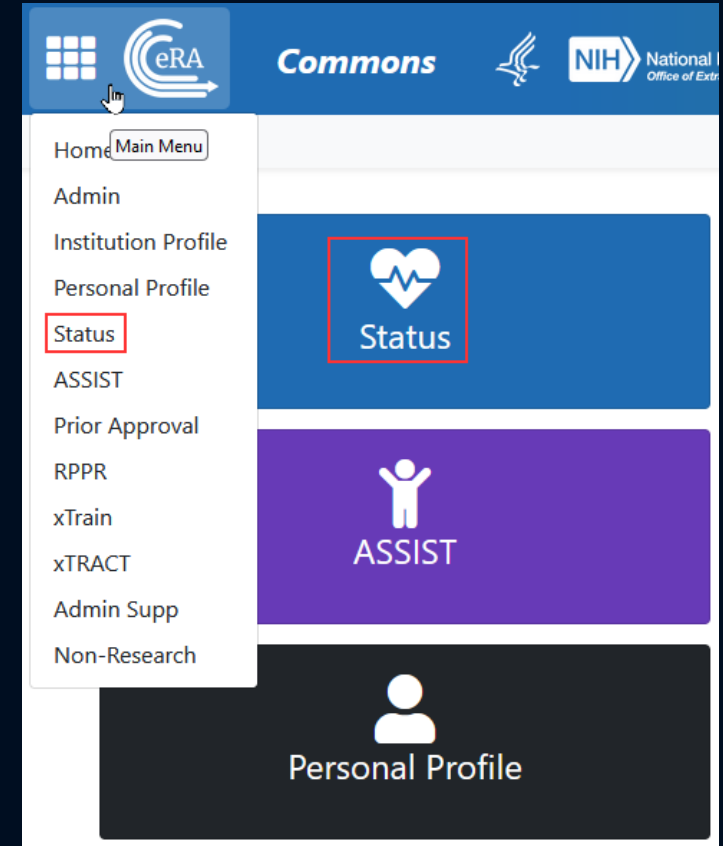 eRA
Commons
NIH
National
Office of Extr
Home
Main Menu
Admin
Institution Profile
Personal Profile
Status
ASSIST
Prior Approval
RPPR
xTrain
xTRACT
Admin Supp
Non-Research
Status
ASSIST
Personal Profile